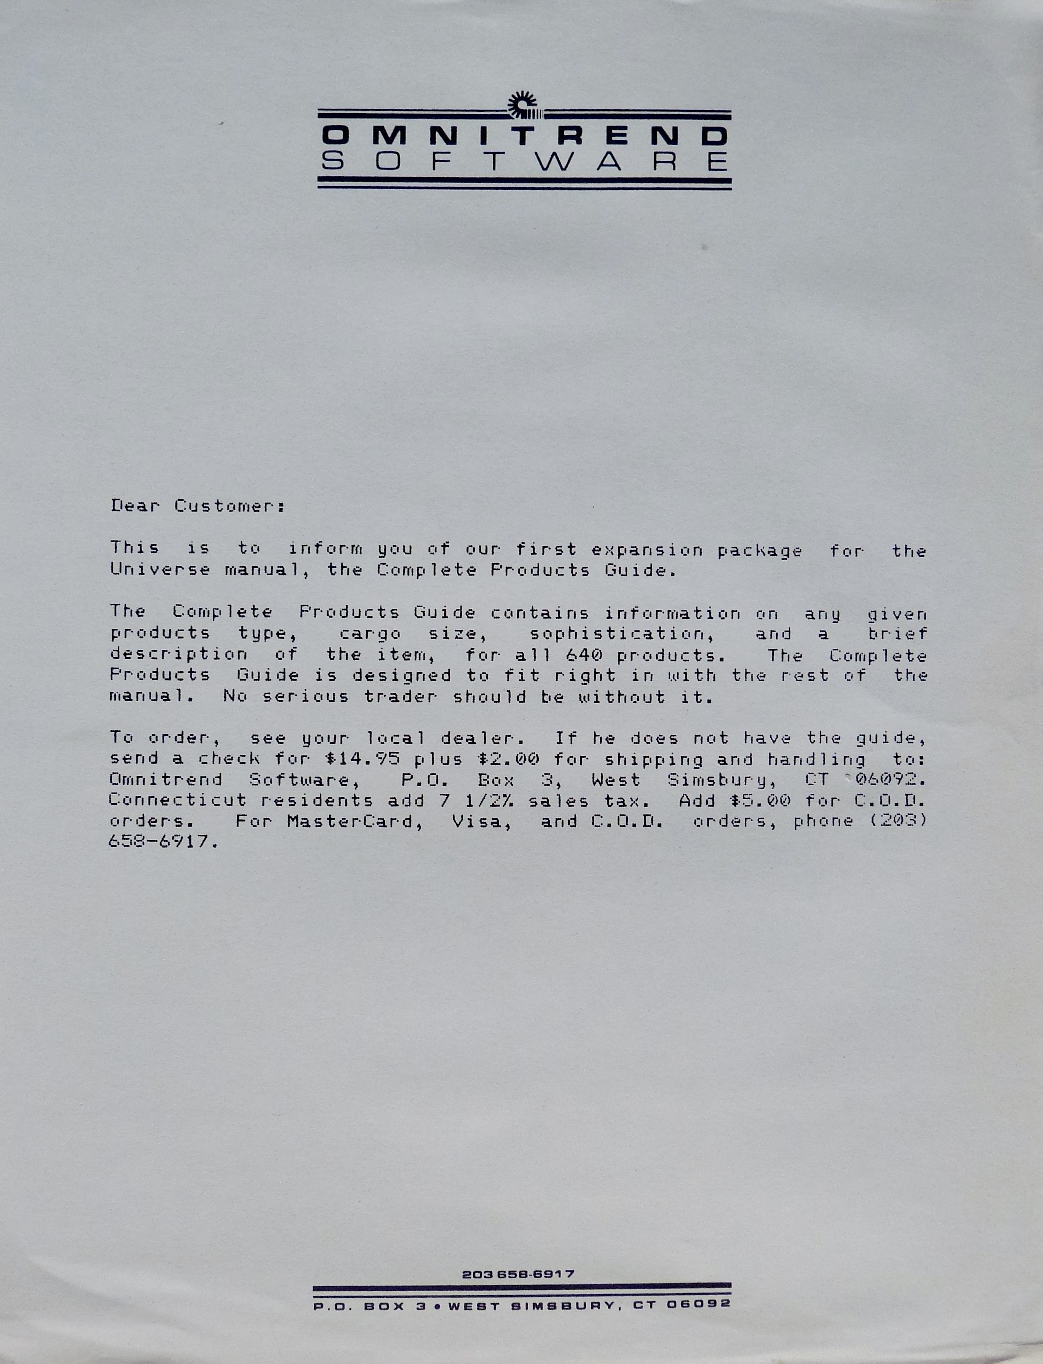 OMNITREND
SOFTWARE
Dear Customer:
This is to inform you of our first expansion package for the
Universe manual, the Complete Products Guide.
The Complete Products Guide contains information on any given
products type, cargo size, sophistication, and a brief
description of the item, for all 640 products. The Complete
Products Guide is designed to fit right in with the rest of the
manual. No serious trader should be without it.
To order, see your local dealer. If he does not have the guide,
send a check for $14.95 plus $2.00 for shipping and handling to:
Omnitrend Software, P.O. Box 3, West Simsbury, CT 06092.
Connecticut residents add 7 1/2% sales tax. Add $5.00 for C.O.D.
orders. For MasterCard, Visa, and C.O.D. orders, phone (203)
658-6917.
203 658-6917
P.O. BOX 3 • WEST SIMSBURY, CT 06092